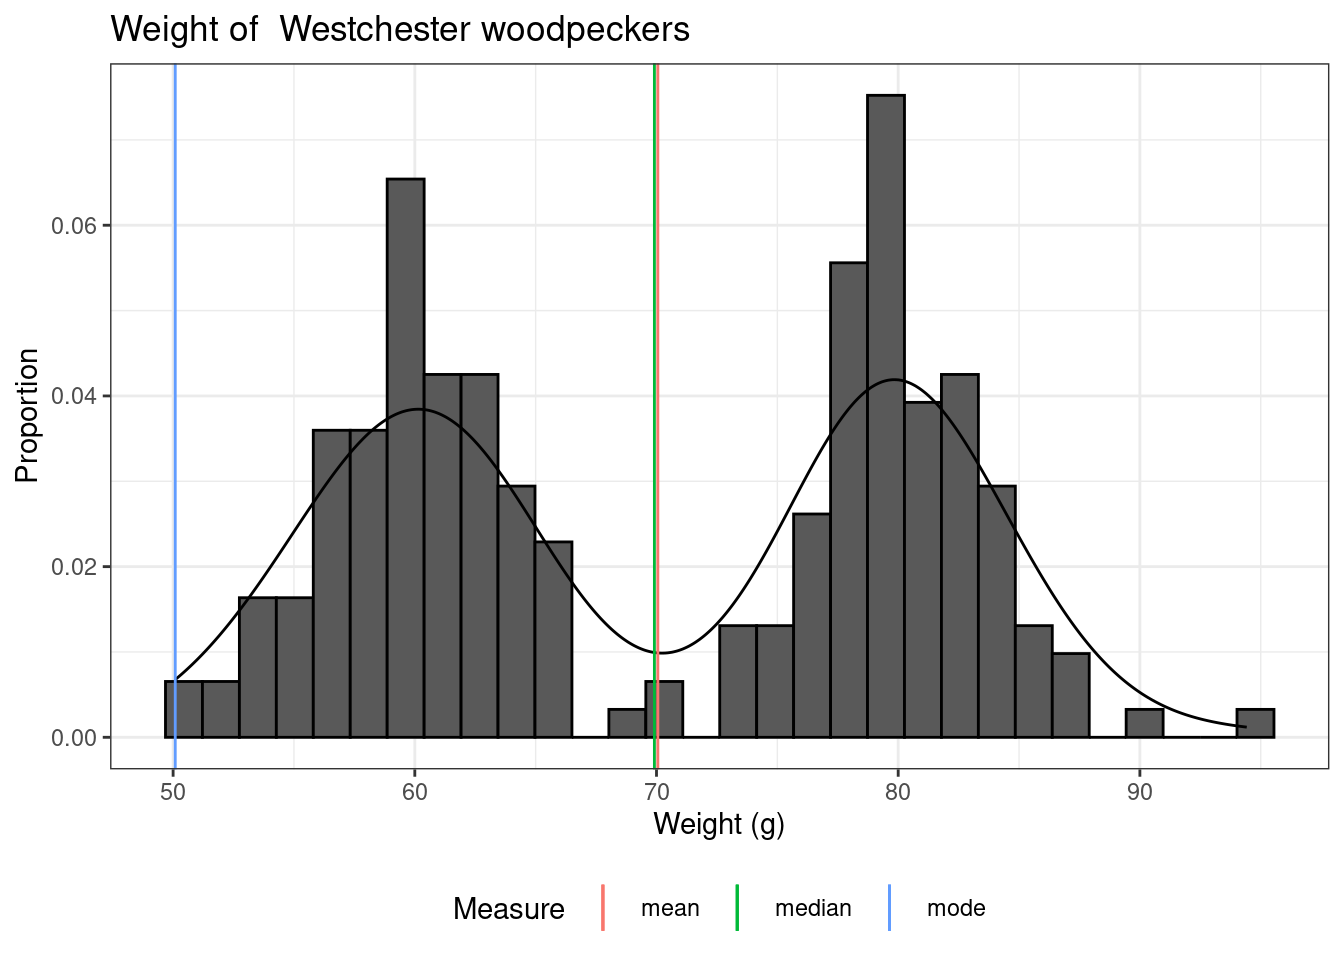 Weight of  Westchester woodpeckers
Proportion
0.06
0.04
0.02
0.00
50 60 70 80 90
Weight (g)
Measure mean median mode